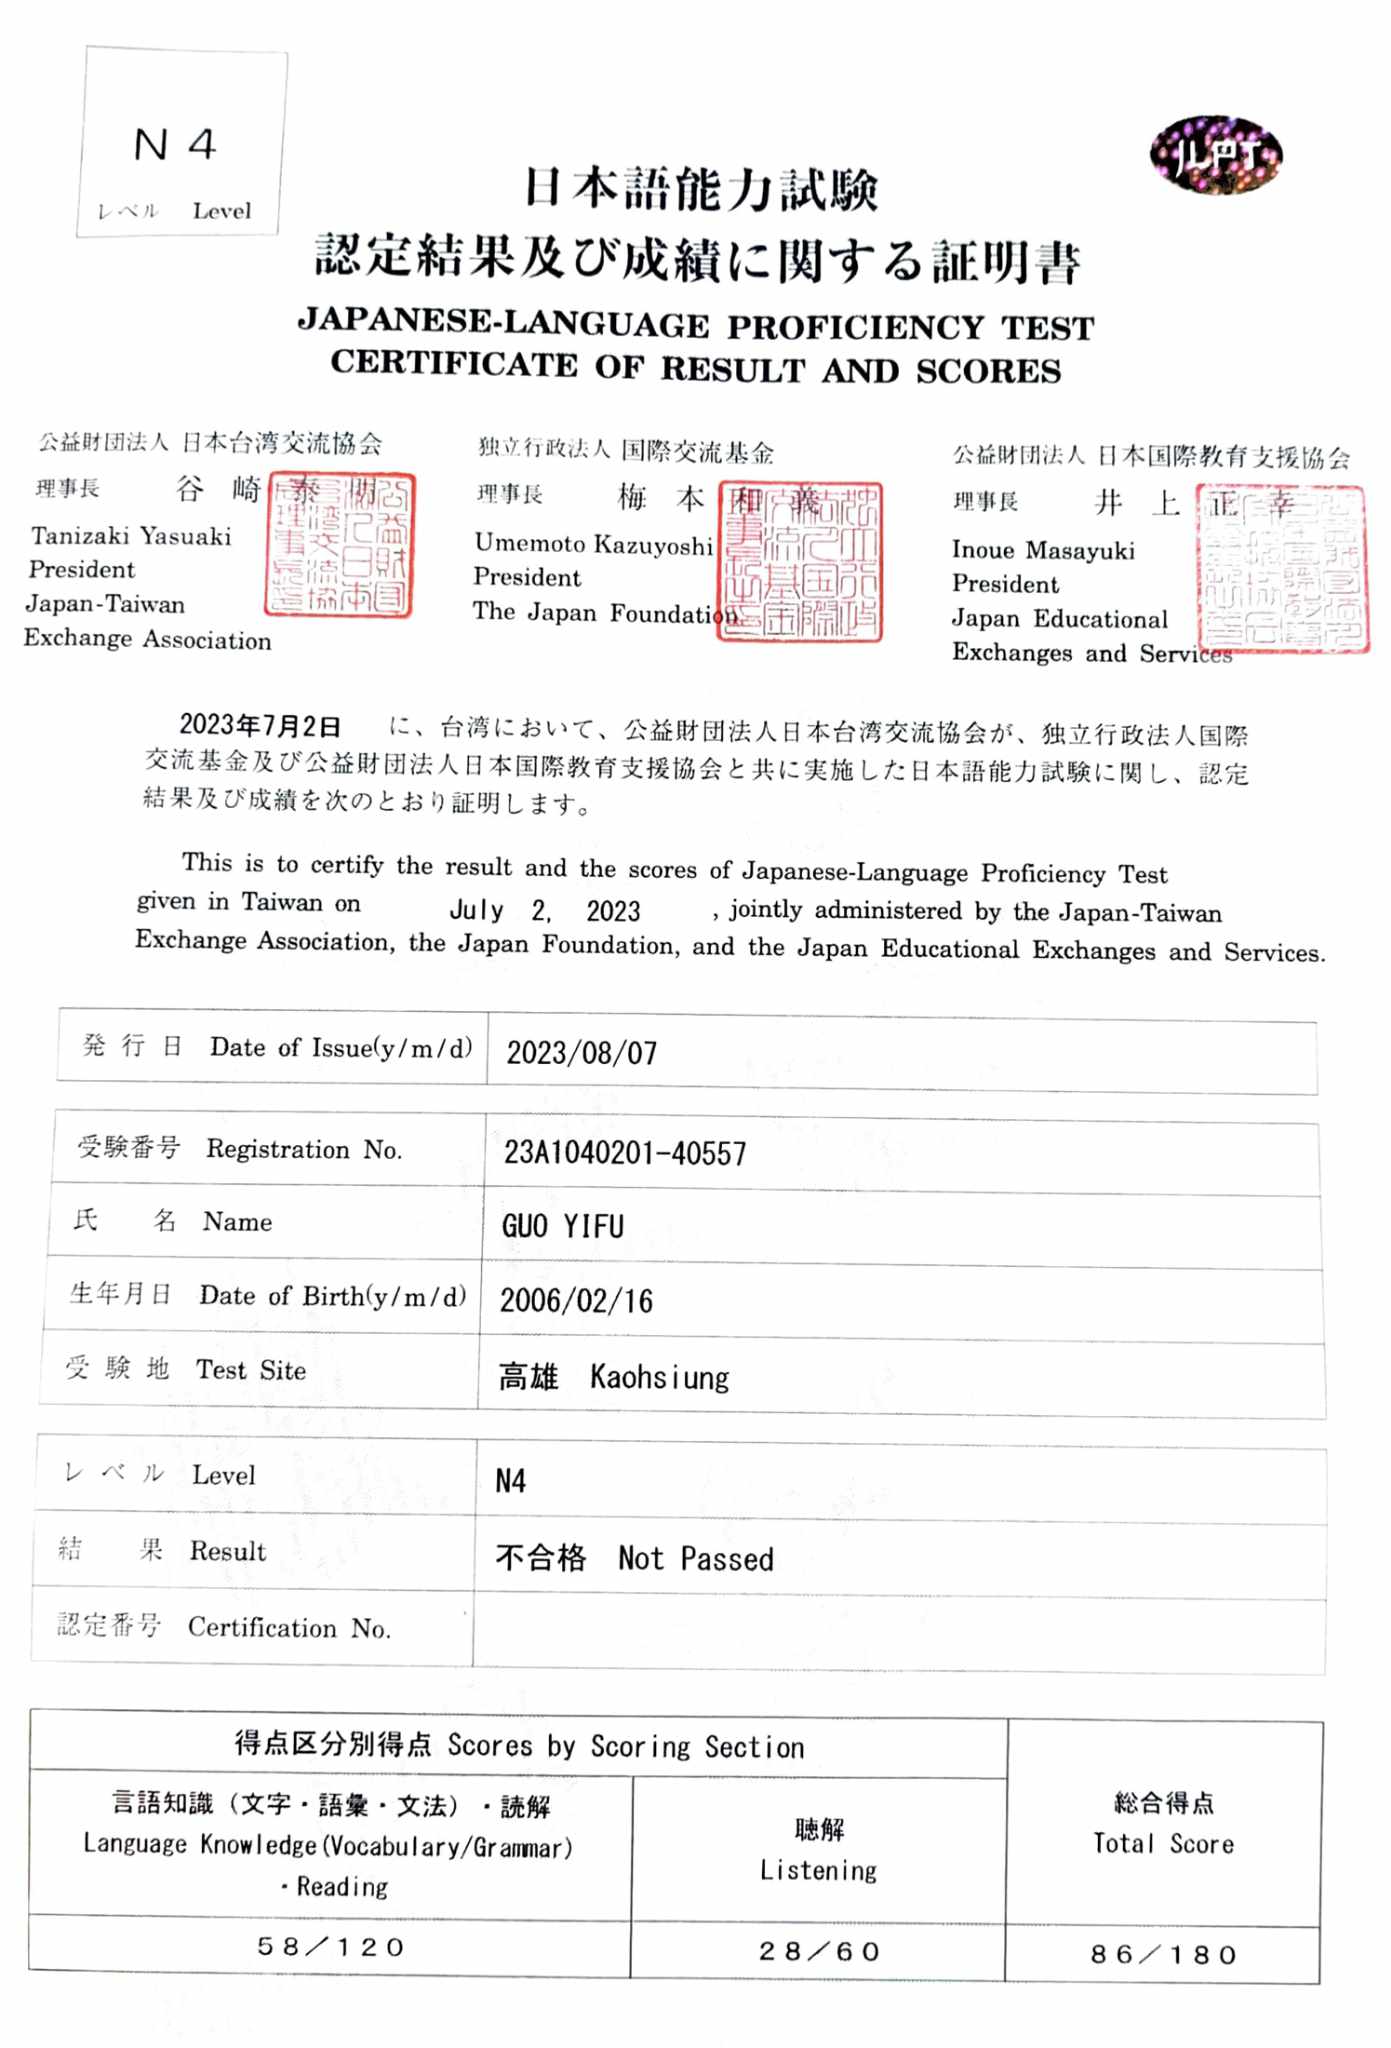 N4
レベル Level
JLPT
日本語能力試験
認定結果及び成績に関する証明書
JAPANESE-LANGUAGE PROFICIENCY TEST
CERTIFICATE OF RESULT AND SCORES
公益財団法人 日本台湾交流協会
理事長 谷崎泰明
Tanizaki Yasuaki
President
Japan-Taiwan
Exchange Association
独立行政法人 国際交流基金
理事長 梅本和義
Umemoto Kazuyoshi
President
The Japan Foundation
公益財団法人 日本国際教育支援協会
理事長 井上正幸
Inoue Masayuki
President
Japan Educational
Exchanges and Services
2023年7月2日 に、台湾において、公益財団法人日本台湾交流協会が、独立行政法人国際
交流基金及び公益財団法人日本国際教育支援協会と共に実施した日本語能力試験に関し、認定
結果及び成績を次のとおり証明します。
This is to certify the result and the scores of Japanese-Language Proficiency Test
given in Taiwan on July 2, 2023 , jointly administered by the Japan-Taiwan
Exchange Association, the Japan Foundation, and the Japan Educational Exchanges and Services.
発行日 Date of Issue(y/m/d) 2023/08/07
受験番号 Registration No. 23A1040201-40557
氏名 Name GUO YIFU
生年月日 Date of Birth(y/m/d) 2006/02/16
受験地 Test Site 高雄 Kaohsiung
レベル Level N4
結果 Result 不合格 Not Passed
認定番号 Certification No.
得点区分別得点 Scores by Scoring Section
言語知識（文字・語彙・文法）・読解
Language Knowledge(Vocabulary/Grammar)
・Reading
聴解
Listening
総合得点
Total Score
58／120 28／60 86／180